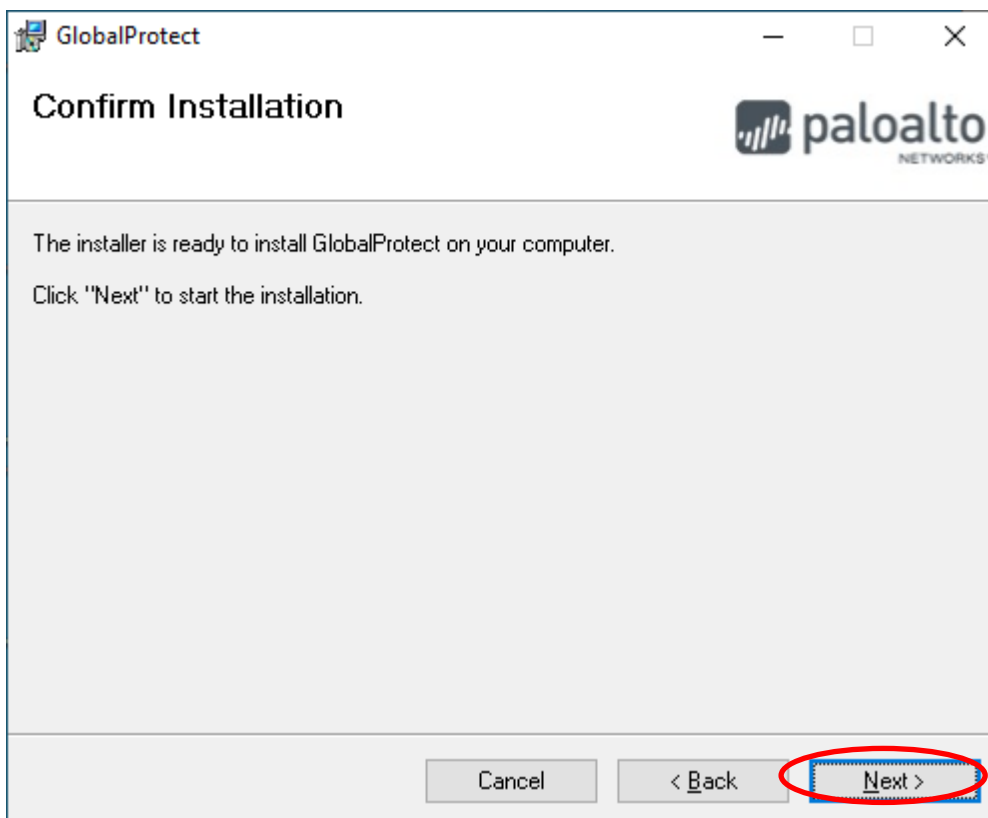 GlobalProtect
Confirm Installation
paloalto
NETWORKS
The installer is ready to install GlobalProtect on your computer.
Click "Next" to start the installation.
Cancel
< Back
Next >